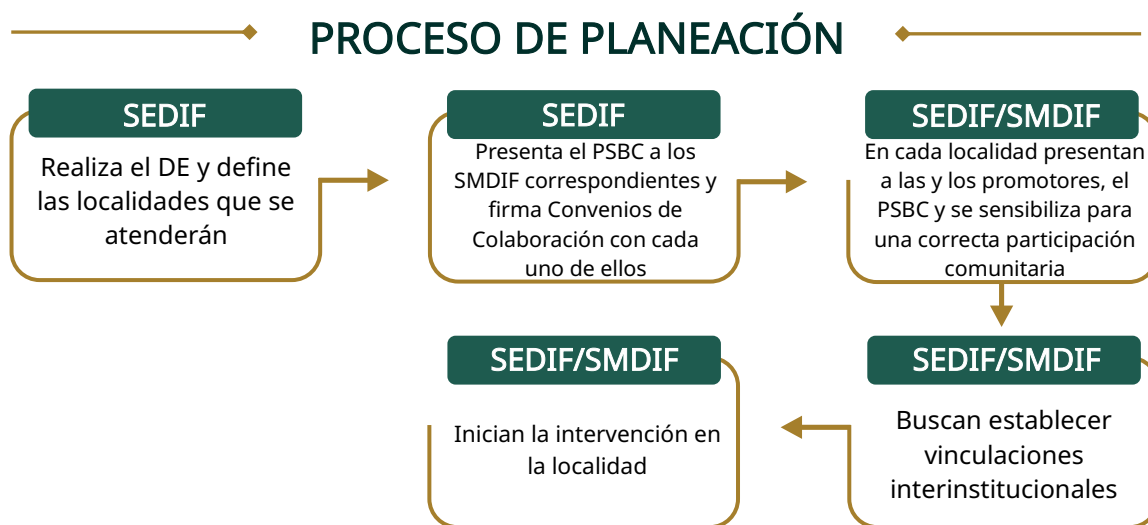 PROCESO DE PLANEACIÓN
SEDIF
Realiza el DE y define
las localidades que se
atenderán
SEDIF
Presenta el PSBC a los
SMDIF correspondientes y
firma Convenios de
Colaboración con cada
uno de ellos
SEDIF/SMDIF
En cada localidad presentan
a las y los promotores, el
PSBC y se sensibiliza para
una correcta participación
comunitaria
SEDIF/SMDIF
Buscan establecer
vinculaciones
interinstitucionales
SEDIF/SMDIF
Inician la intervención en
la localidad